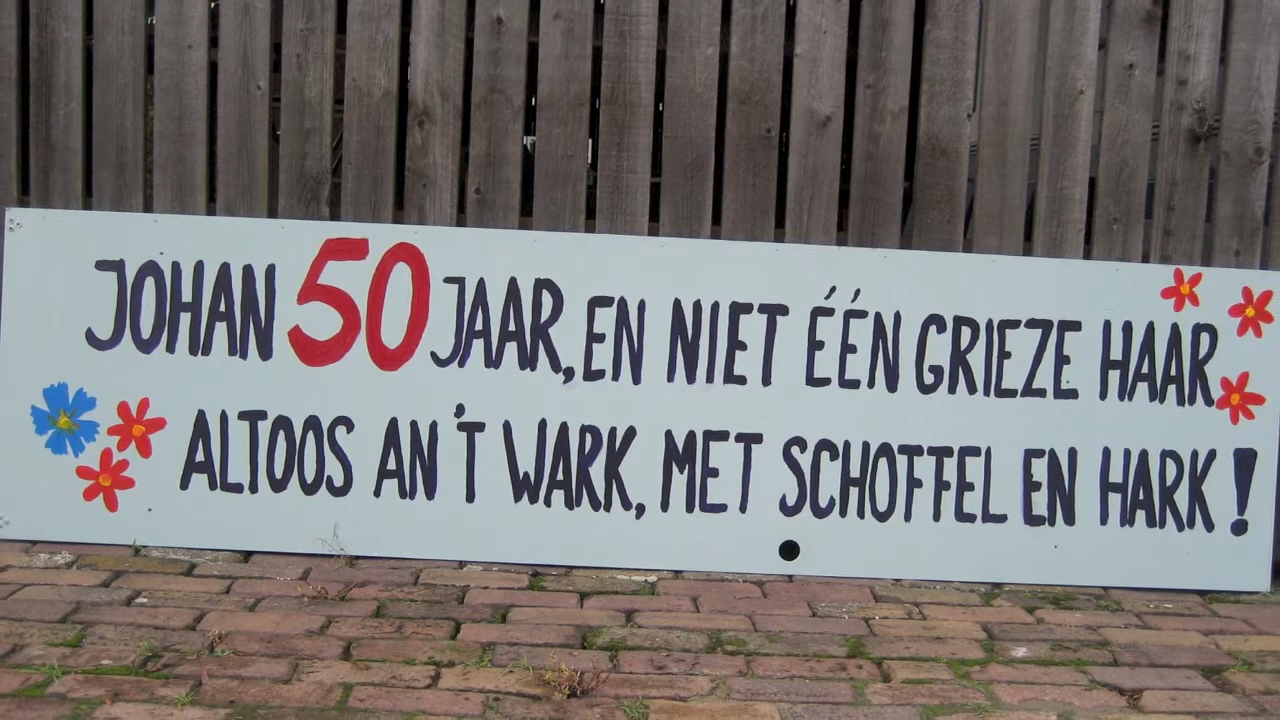 JOHAN 50 JAAR, EN NIET ÉÉN GRIEZE HAAR
ALTOOS AN 'T WARK, MET SCHOFFEL EN HARK!